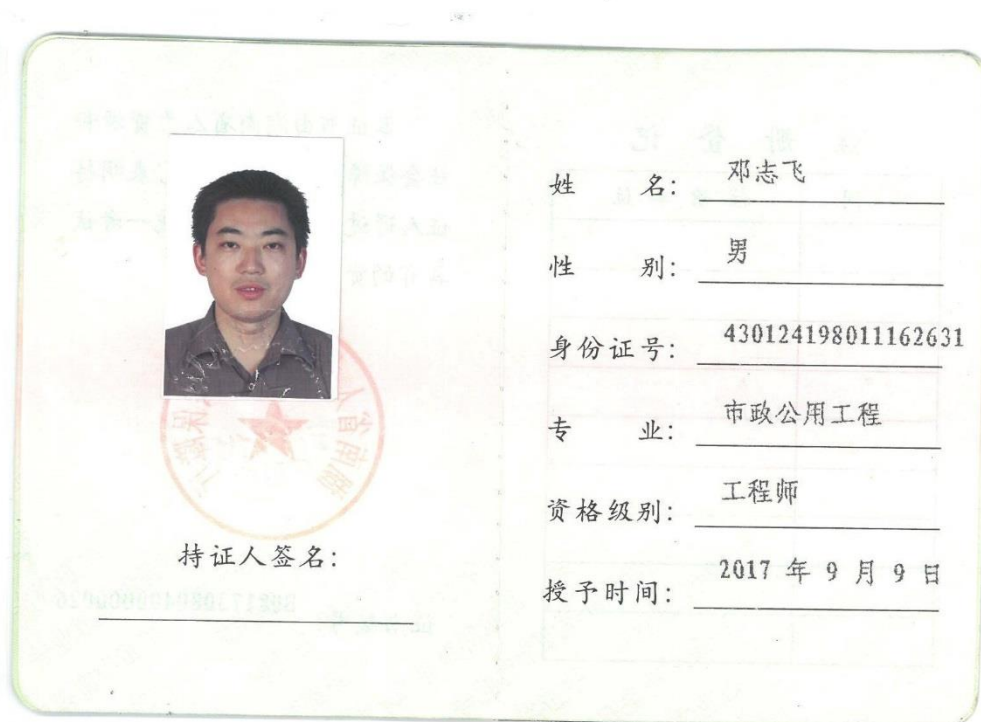 持证人签名:
姓 名: 邓志飞
性 别: 男
身份证号: 430124198011162631
专 业: 市政公用工程
资格级别: 工程师
授予时间: 2017 年 9 月 9 日